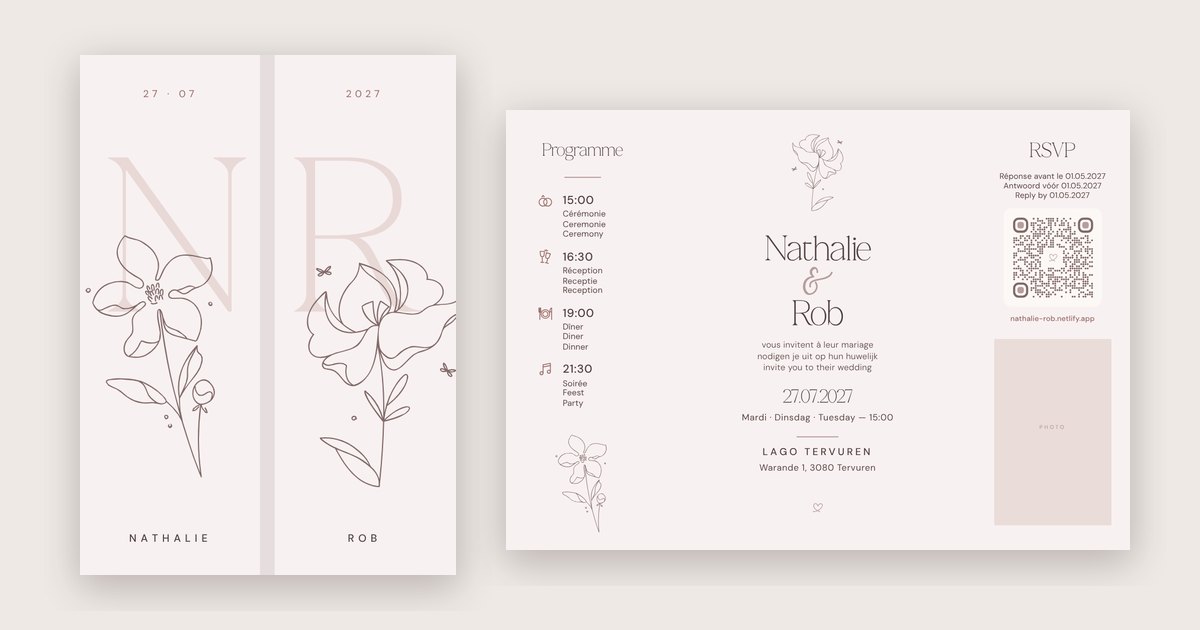 27 · 07
2027
N R
NATHALIE
ROB
Programme
15:00
Cérémonie
Ceremonie
Ceremony
16:30
Réception
Receptie
Reception
19:00
Dîner
Diner
Dinner
21:30
Soirée
Feest
Party
Nathalie
&
Rob
vous invitent à leur mariage
nodigen je uit op hun huwelijk
invite you to their wedding
27.07.2027
Mardi · Dinsdag · Tuesday — 15:00
LAGO TERVUREN
Warande 1, 3080 Tervuren
RSVP
Réponse avant le 01.05.2027
Antwoord vóór 01.05.2027
Reply by 01.05.2027
nathalie-rob.netlify.app
PHOTO